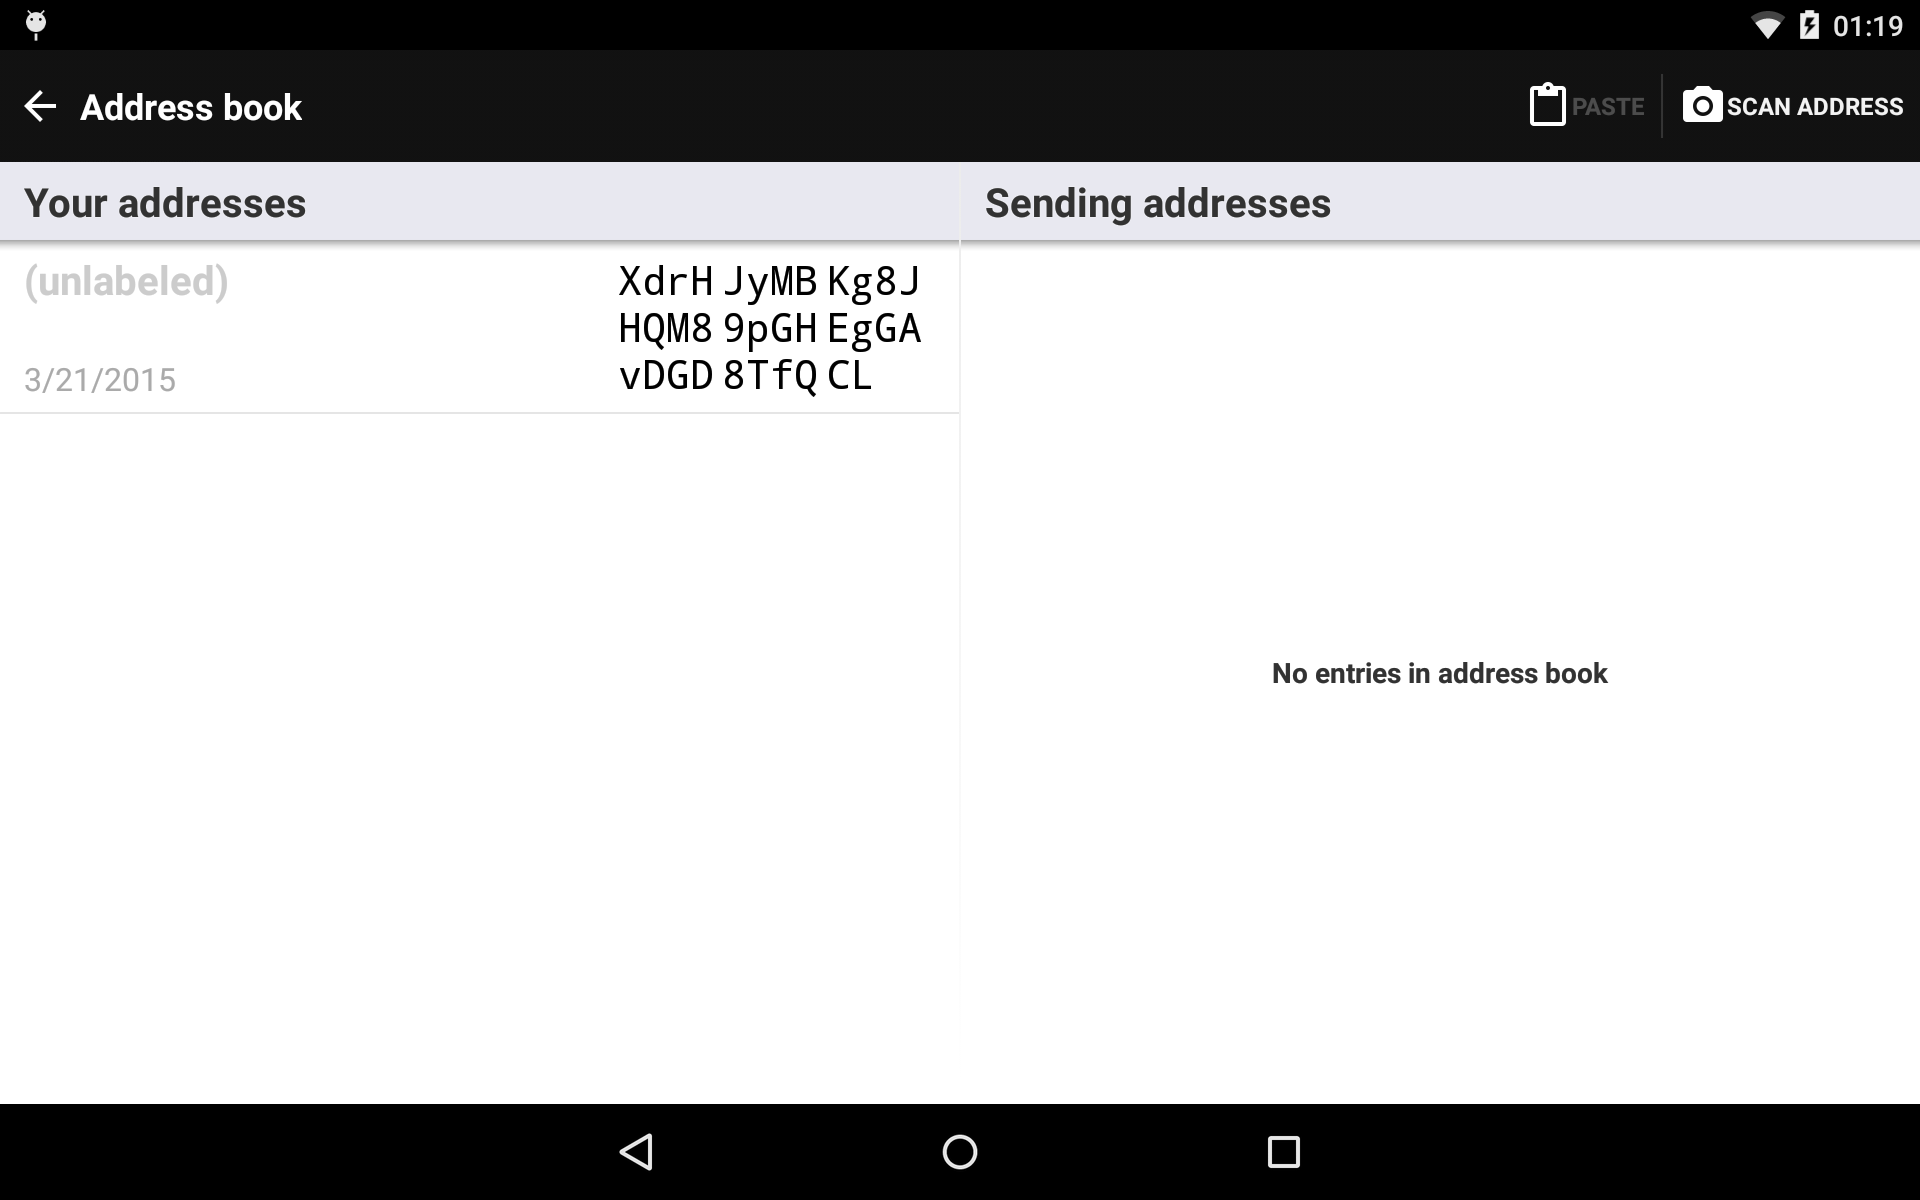 01:19
Address book
PASTE
SCAN ADDRESS
Your addresses
Sending addresses
(unlabeled)
3/21/2015
XdrH JyMB Kg8J
HQM8 9pGH EgGA
vDGD 8TfQ CL
No entries in address book